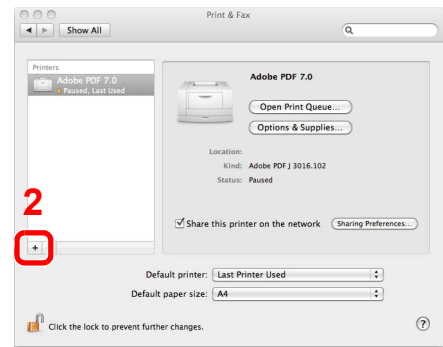 Print & Fax
Show All
Printers
Adobe PDF 7.0
Paused, Last Used
Adobe PDF 7.0
Open Print Queue...
Options & Supplies...
Location:
Kind: Adobe PDF J 3016.102
Status: Paused
2
Share this printer on the network
Sharing Preferences...
+
Default printer: Last Printer Used
Default paper size: A4
Click the lock to prevent further changes.
?